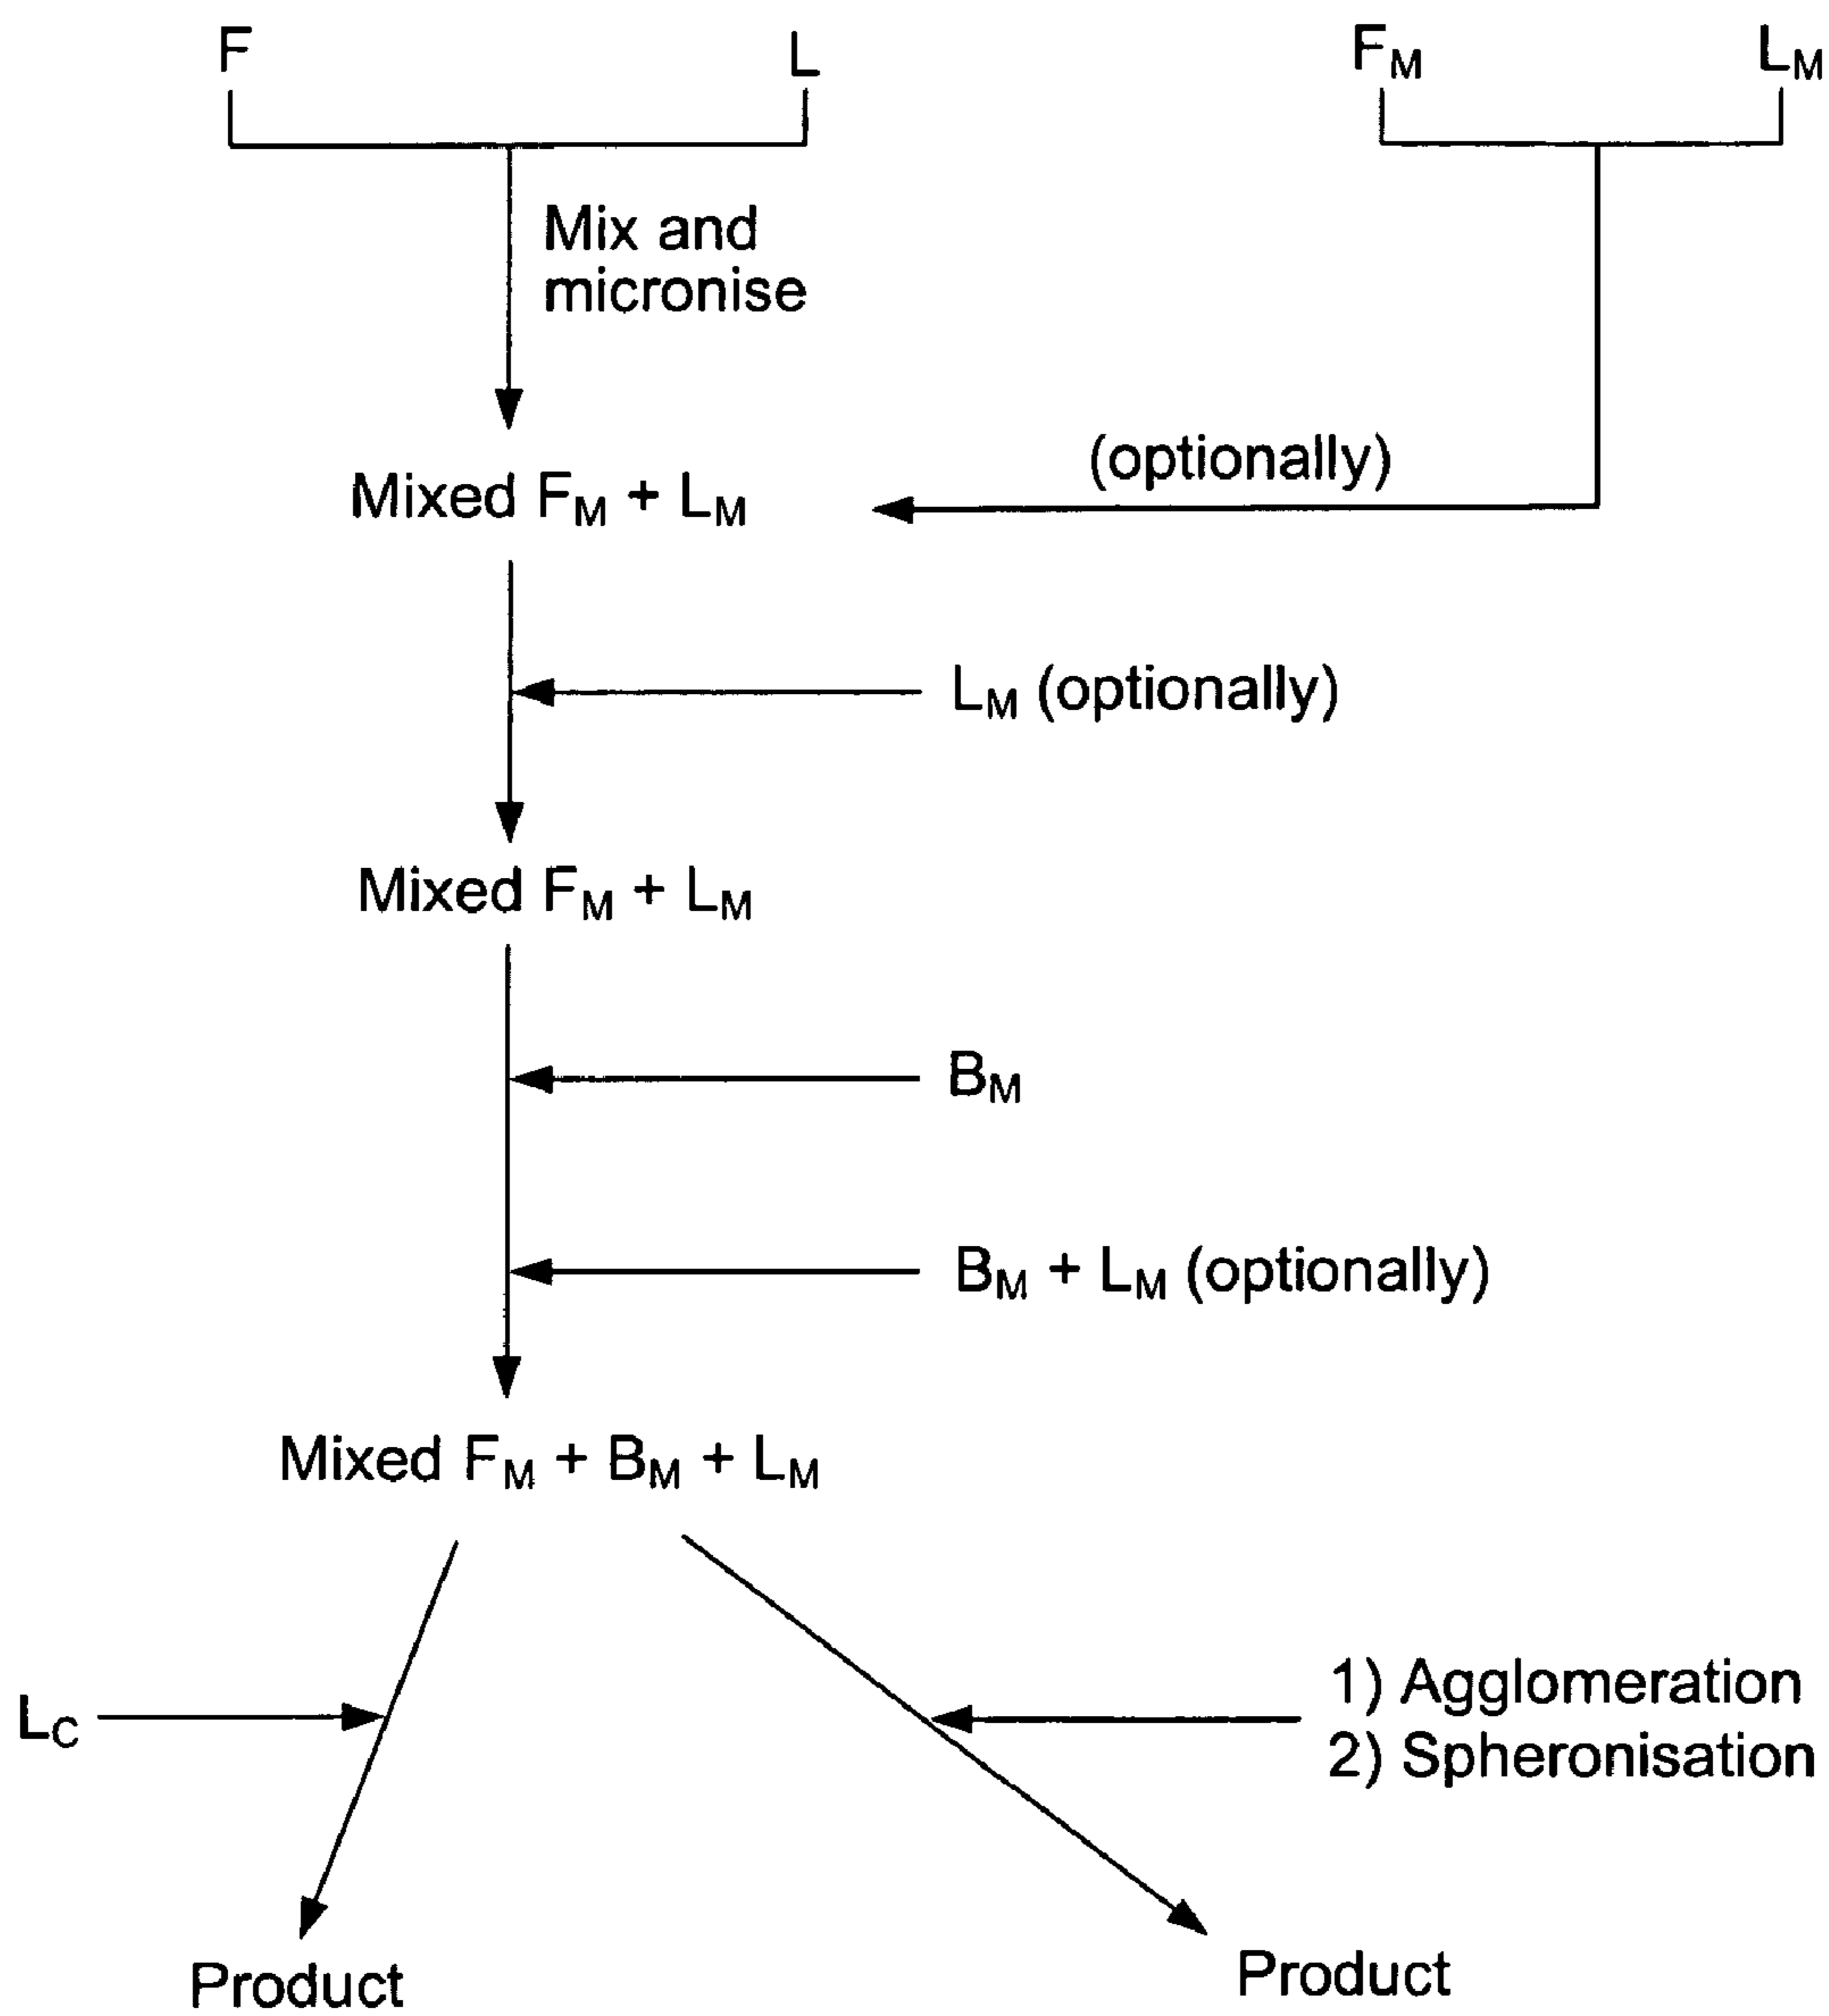 F L F_M L_M
Mix and
micronise
(optionally)
Mixed F_M + L_M
L_M (optionally)
Mixed F_M + L_M
B_M
B_M + L_M (optionally)
Mixed F_M + B_M + L_M
L_C
1) Agglomeration
2) Spheronisation
Product
Product